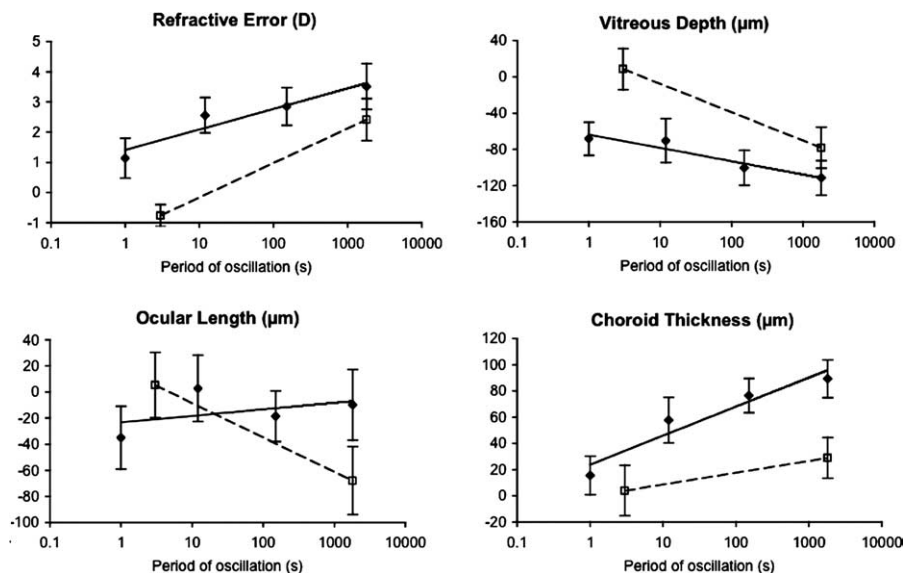 Refractive Error (D)
5
4
3
2
1
0
-1
0.1 1 10 100 1000 10000
Period of oscillation (s)
Vitreous Depth (µm)
40
0
-40
-80
-120
-160
0.1 1 10 100 1000 10000
Period of oscillation (s)
Ocular Length (µm)
40
20
0
-20
-40
-60
-80
-100
0.1 1 10 100 1000 10000
Period of oscillation (s)
Choroid Thickness (µm)
120
100
80
60
40
20
0
-20
0.1 1 10 100 1000 10000
Period of oscillation (s)